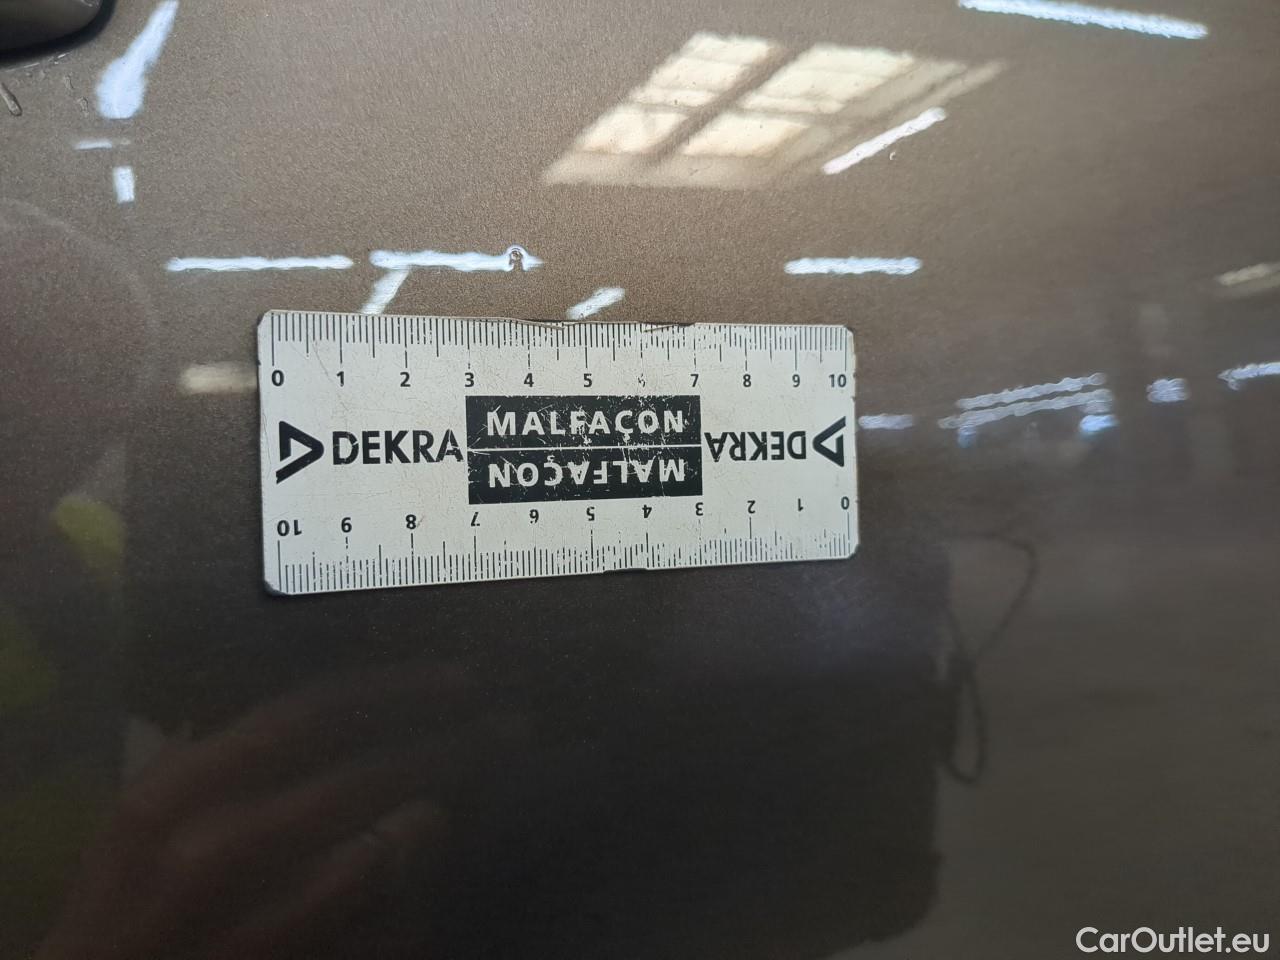 0 1 2 3 4 5 6 7 8 9 10
DEKRA MALFAÇON DEKRA
MALFAÇON
10 9 8 7 6 5 4 3 2 1 0
CarOutlet.eu